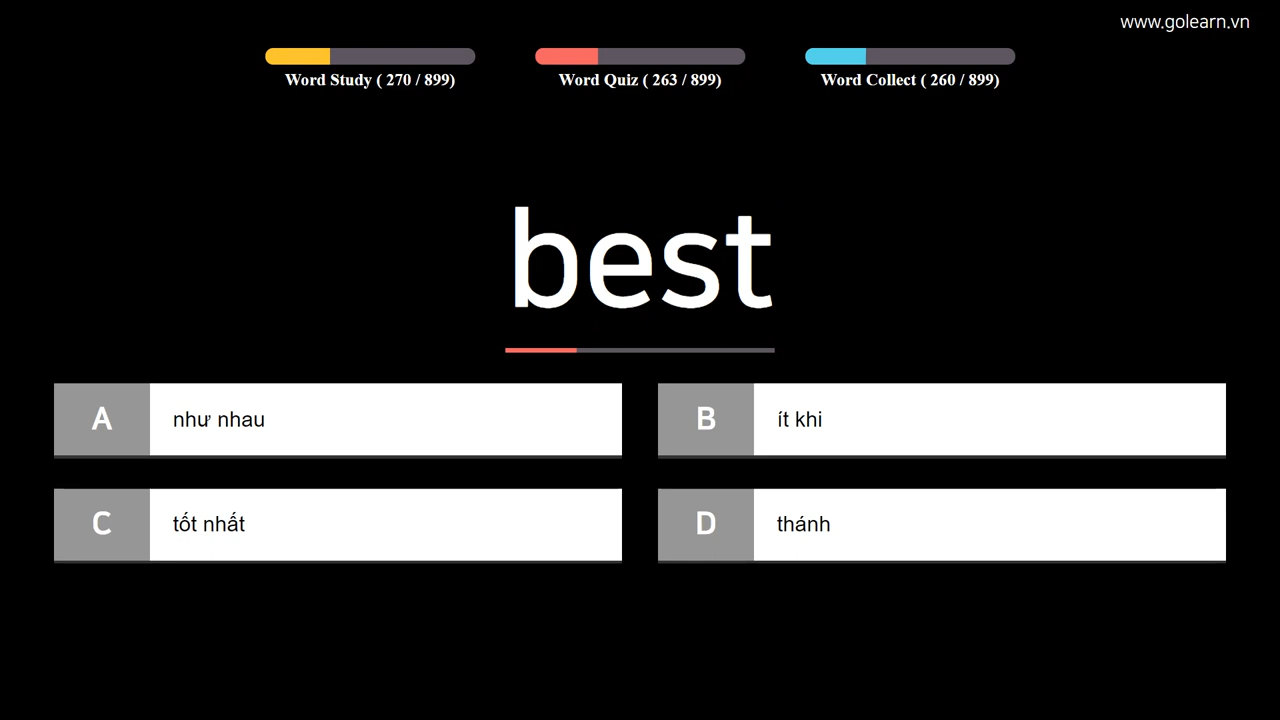 www.golearn.vn
Word Study ( 270 / 899)
Word Quiz ( 263 / 899)
Word Collect ( 260 / 899)
best
A
như nhau
B
ít khi
C
tốt nhất
D
thánh